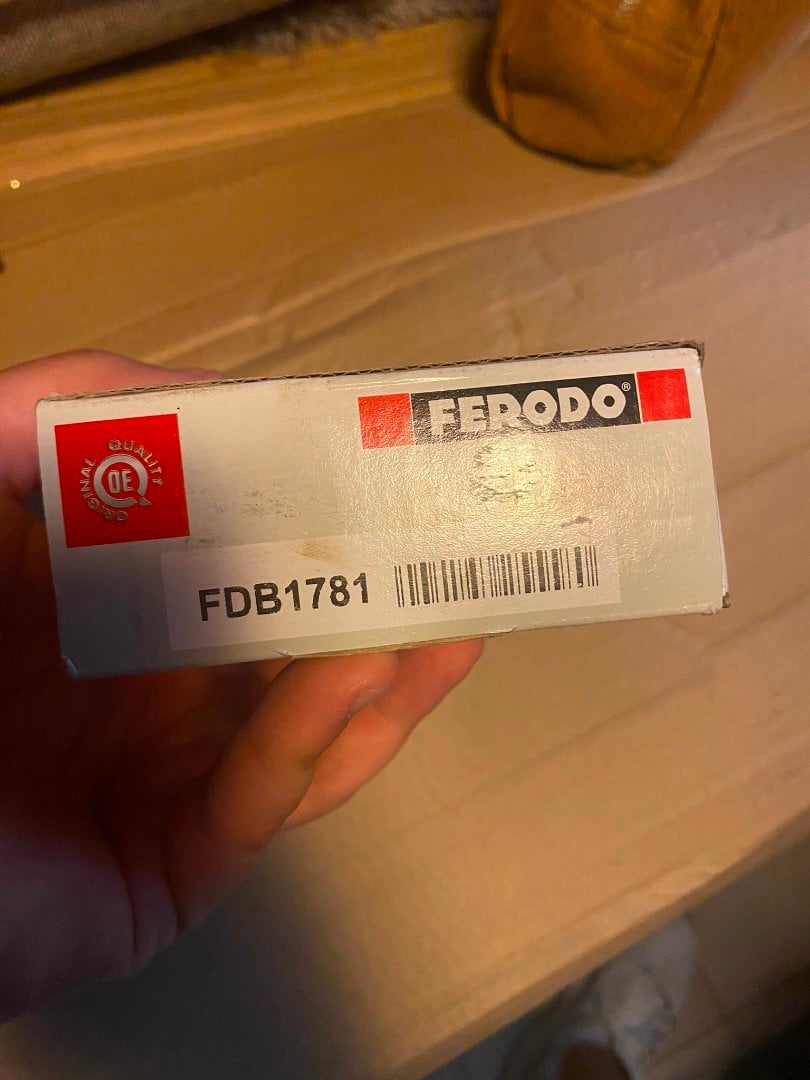 FERODO®
ORIGINAL QUALITY
OE
FDB1781